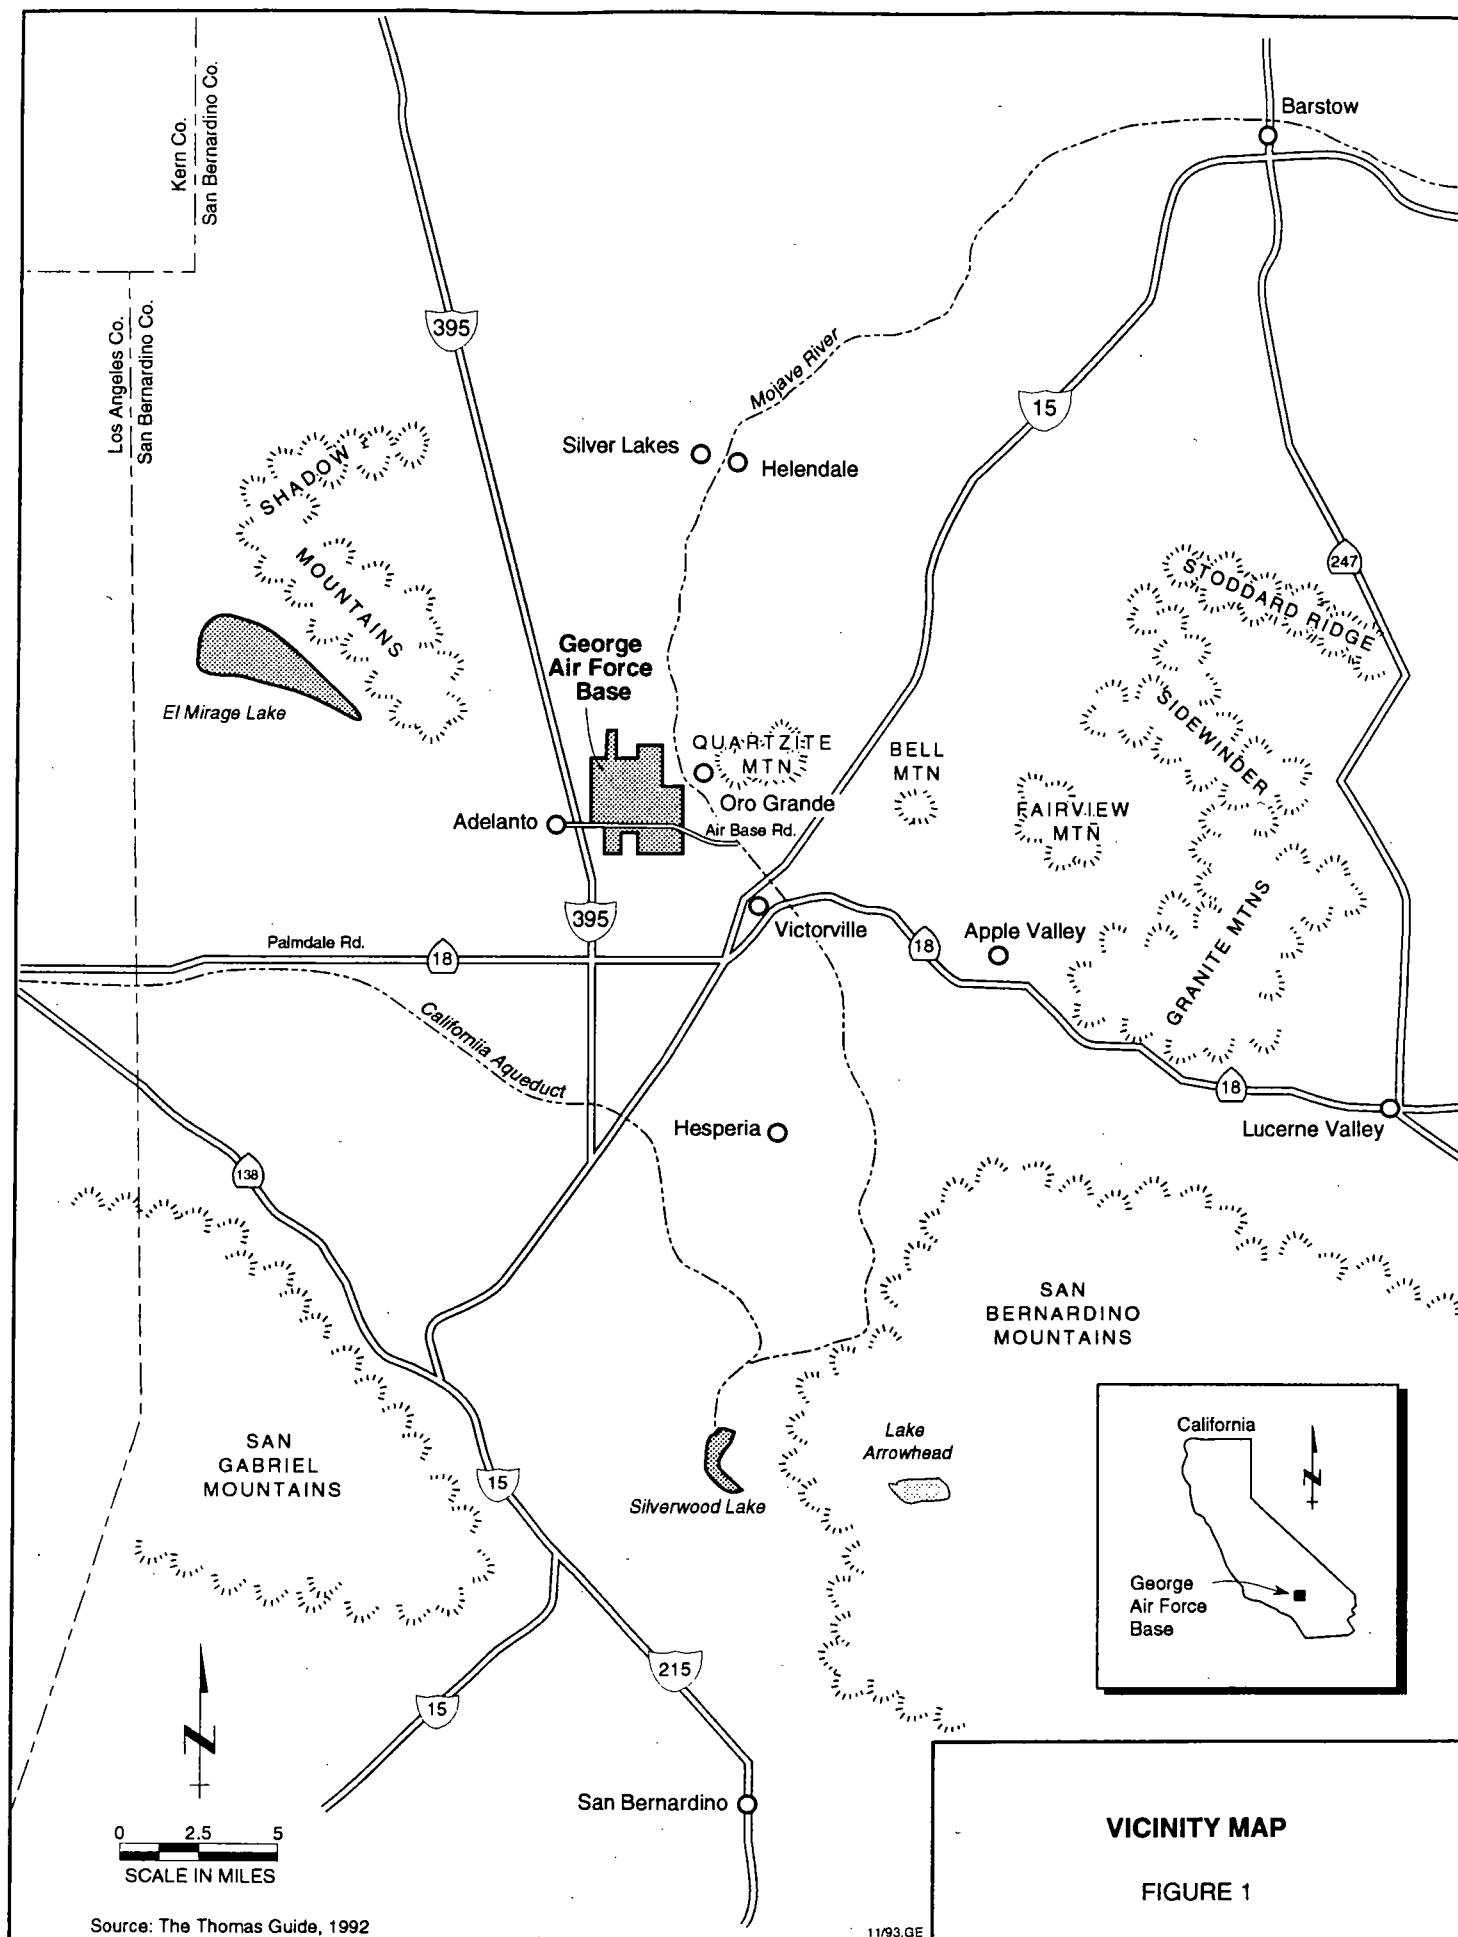 Kern Co.
San Bernardino Co.
Barstow
Los Angeles Co.
San Bernardino Co.
395
Mojave River
15
Silver Lakes
Helendale
SHADOW
MOUNTAINS
247
STODDARD RIDGE
George
Air Force
Base
El Mirage Lake
SIDEWINDER
QUARTZITE
MTN
BELL
MTN
Oro Grande
FAIRVIEW
MTN
Adelanto
Air Base Rd.
395
Victorville
GRANITE MTNS
Palmdale Rd.
18
18
Apple Valley
Californiia Aqueduct
18
Hesperia
Lucerne Valley
138
SAN
BERNARDINO
MOUNTAINS
SAN
GABRIEL
MOUNTAINS
15
Lake
Arrowhead
Silverwood Lake
California
N
George
Air Force
Base
215
15
N
San Bernardino
0 2.5 5
SCALE IN MILES
VICINITY MAP
FIGURE 1
Source: The Thomas Guide, 1992
11/93.GE